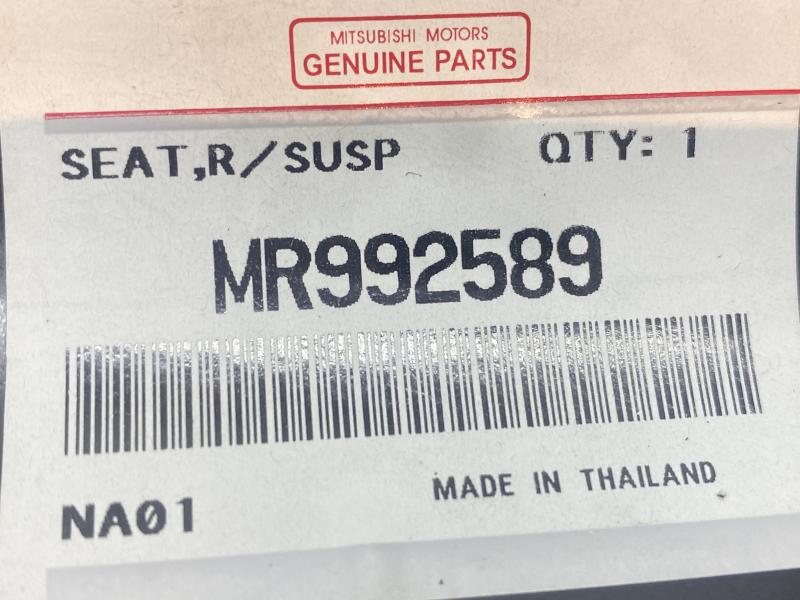 MITSUBISHI MOTORS
GENUINE PARTS
SEAT,R/SUSP QTY: 1
MR992589
MADE IN THAILAND
NA01